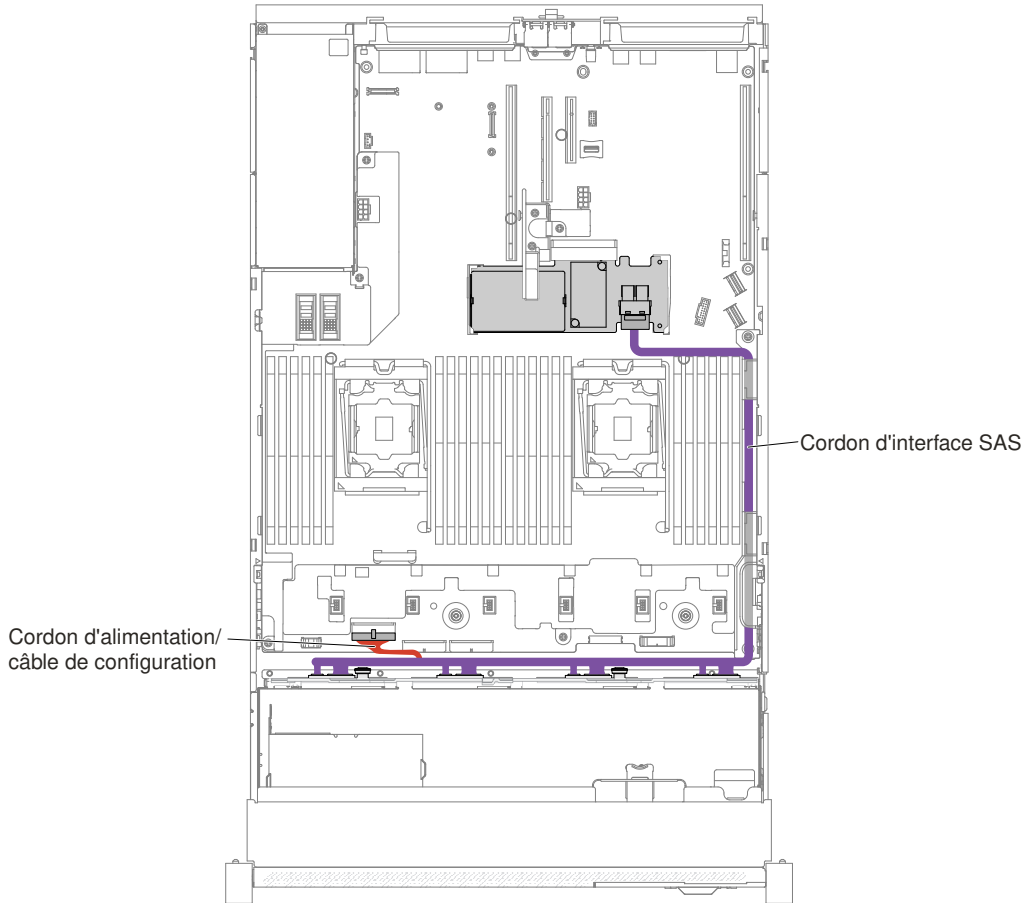 Cordon d'interface SAS
Cordon d'alimentation/
câble de configuration